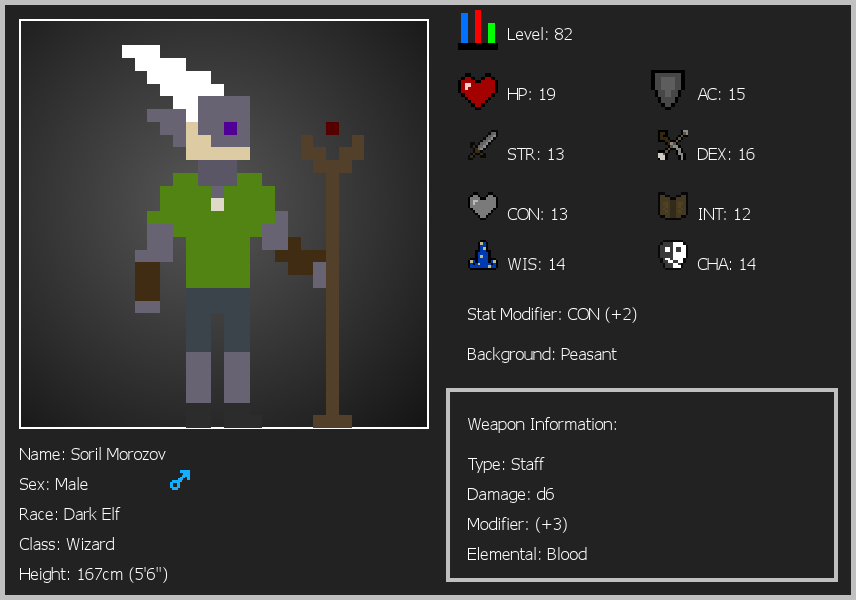 Level: 82
HP: 19
AC: 15
STR: 13
DEX: 16
CON: 13
INT: 12
WIS: 14
CHA: 14
Stat Modifier: CON (+2)
Background: Peasant
Weapon Information:
Type: Staff
Damage: d6
Modifier: (+3)
Elemental: Blood
Name: Soril Morozov
Sex: Male
Race: Dark Elf
Class: Wizard
Height: 167cm (5'6")